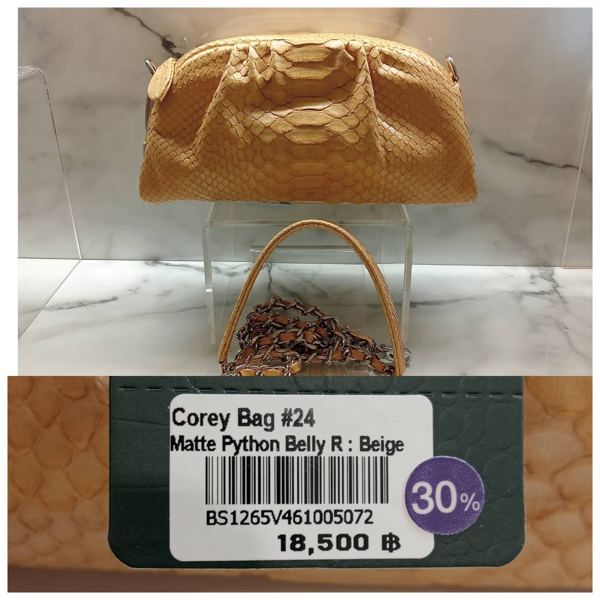 Corey Bag #24
Matte Python Belly R : Beige
BS1265V461005072
18,500 ฿
30%